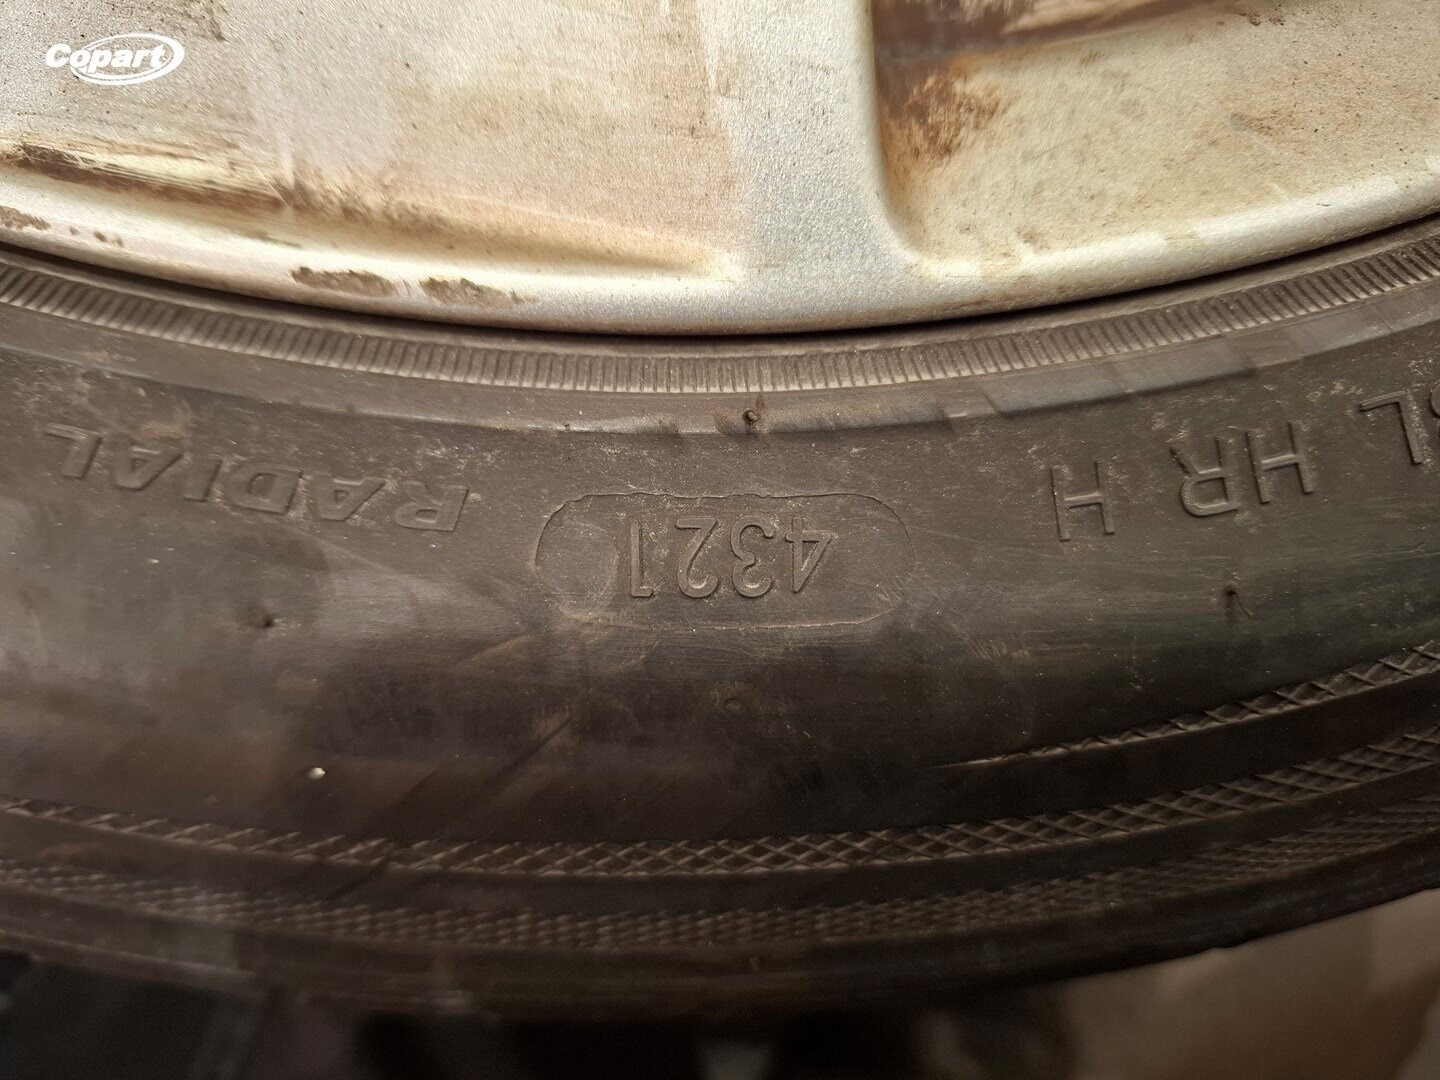 Copart
HR H
4321
RADIAL